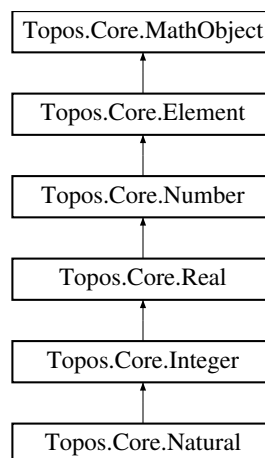 Topos.Core.MathObject
Topos.Core.Element
Topos.Core.Number
Topos.Core.Real
Topos.Core.Integer
Topos.Core.Natural